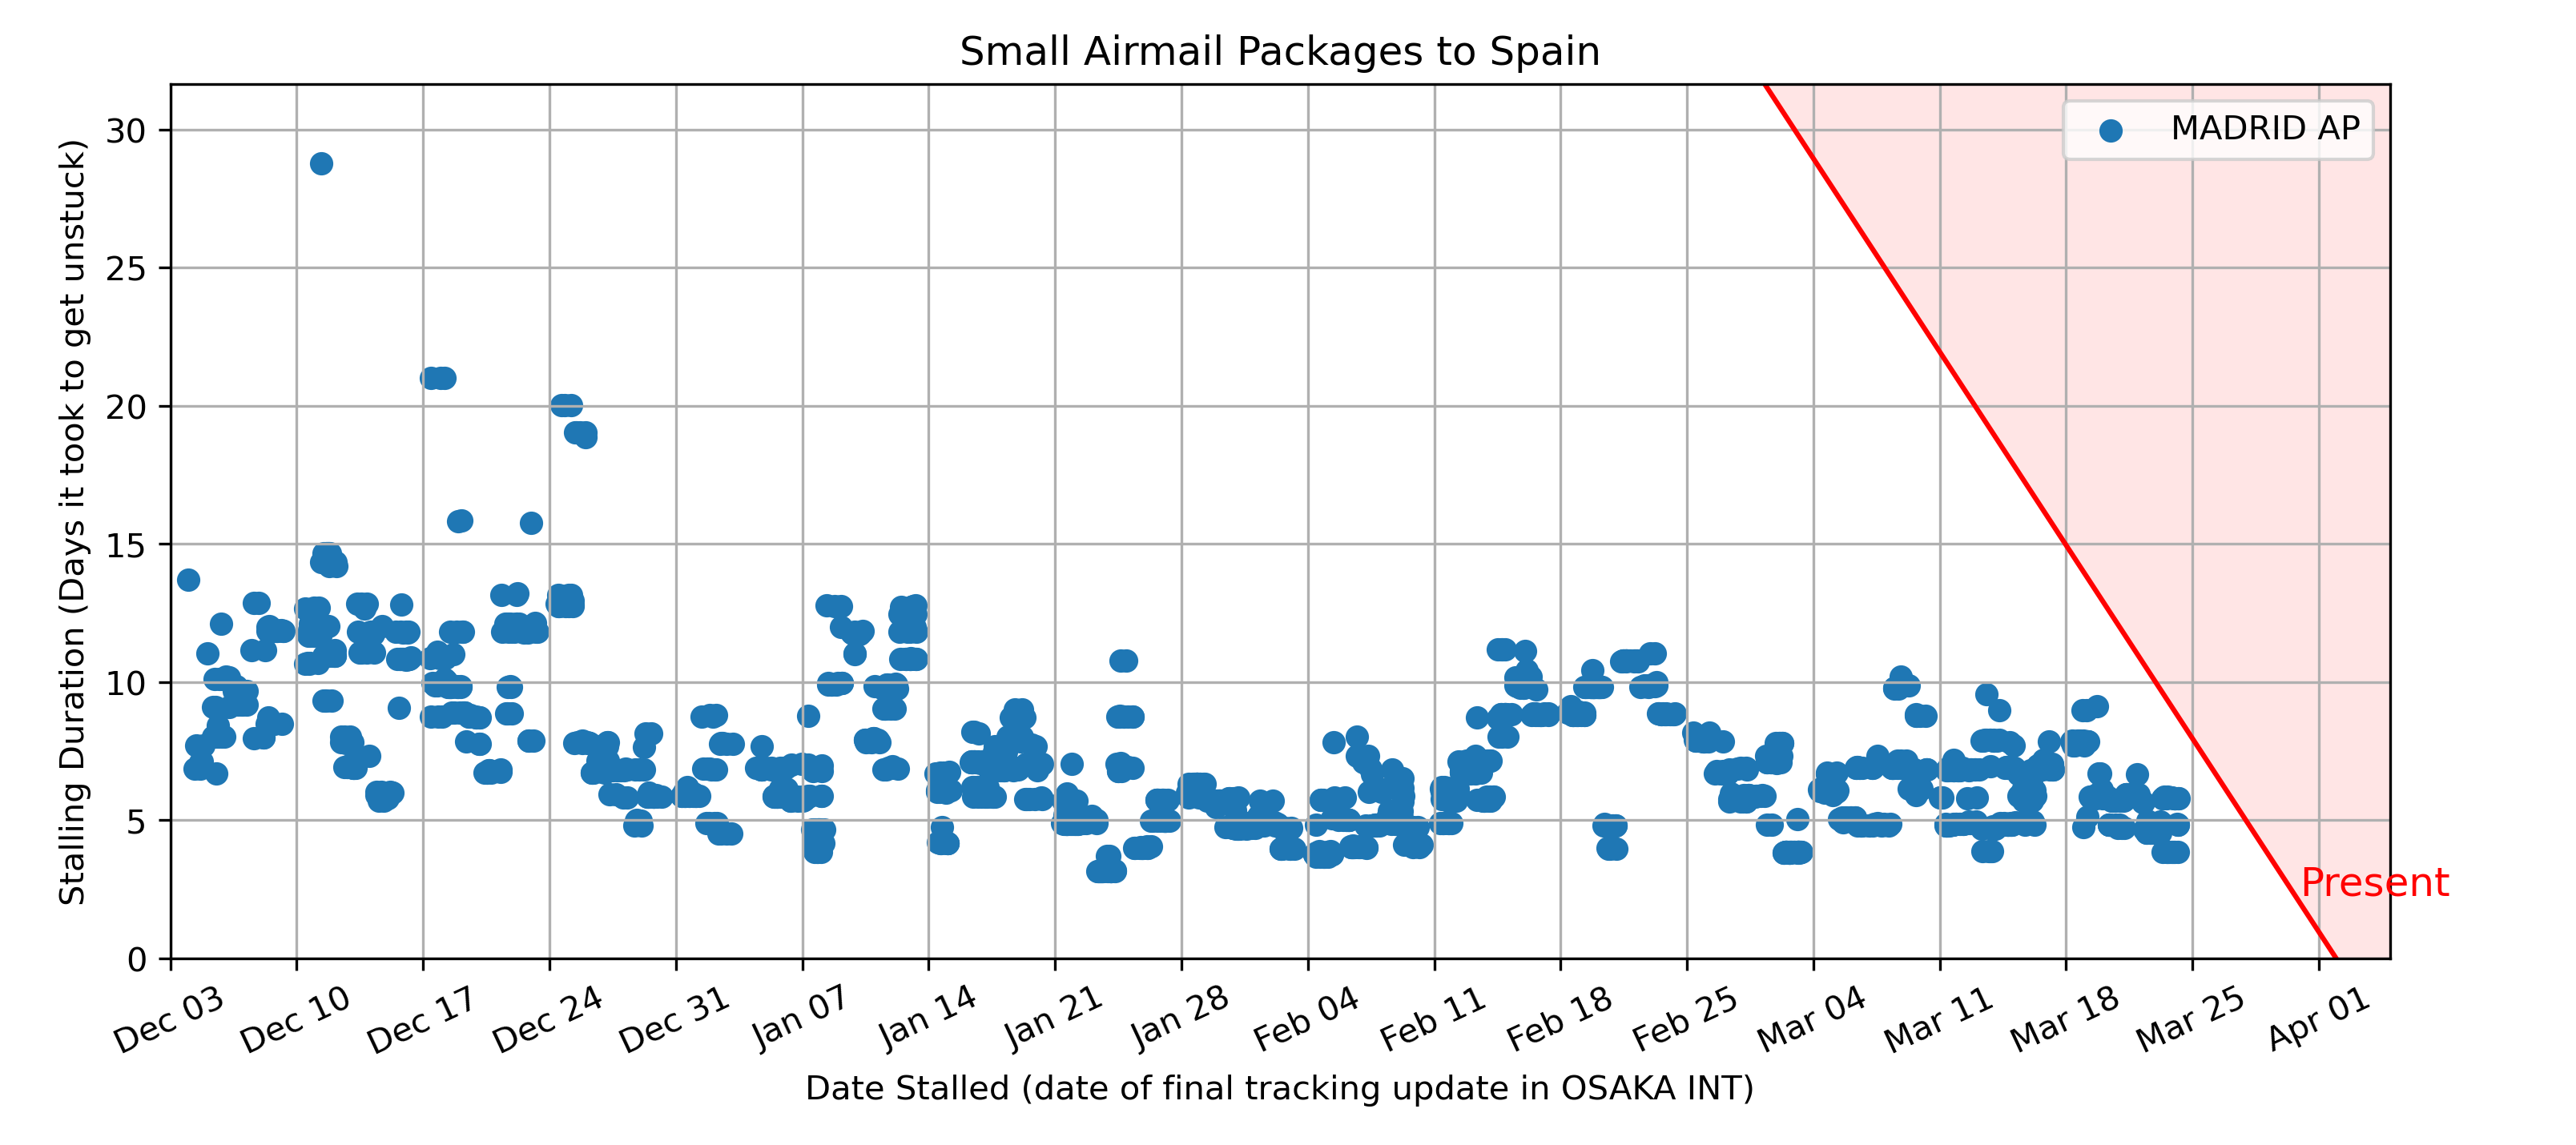 Small Airmail Packages to Spain
Stalling Duration (Days it took to get unstuck)
30
25
20
15
10
5
0
MADRID AP
Present
Dec 03
Dec 10
Dec 17
Dec 24
Dec 31
Jan 07
Jan 14
Jan 21
Jan 28
Feb 04
Feb 11
Feb 18
Feb 25
Mar 04
Mar 11
Mar 18
Mar 25
Apr 01
Date Stalled (date of final tracking update in OSAKA INT)